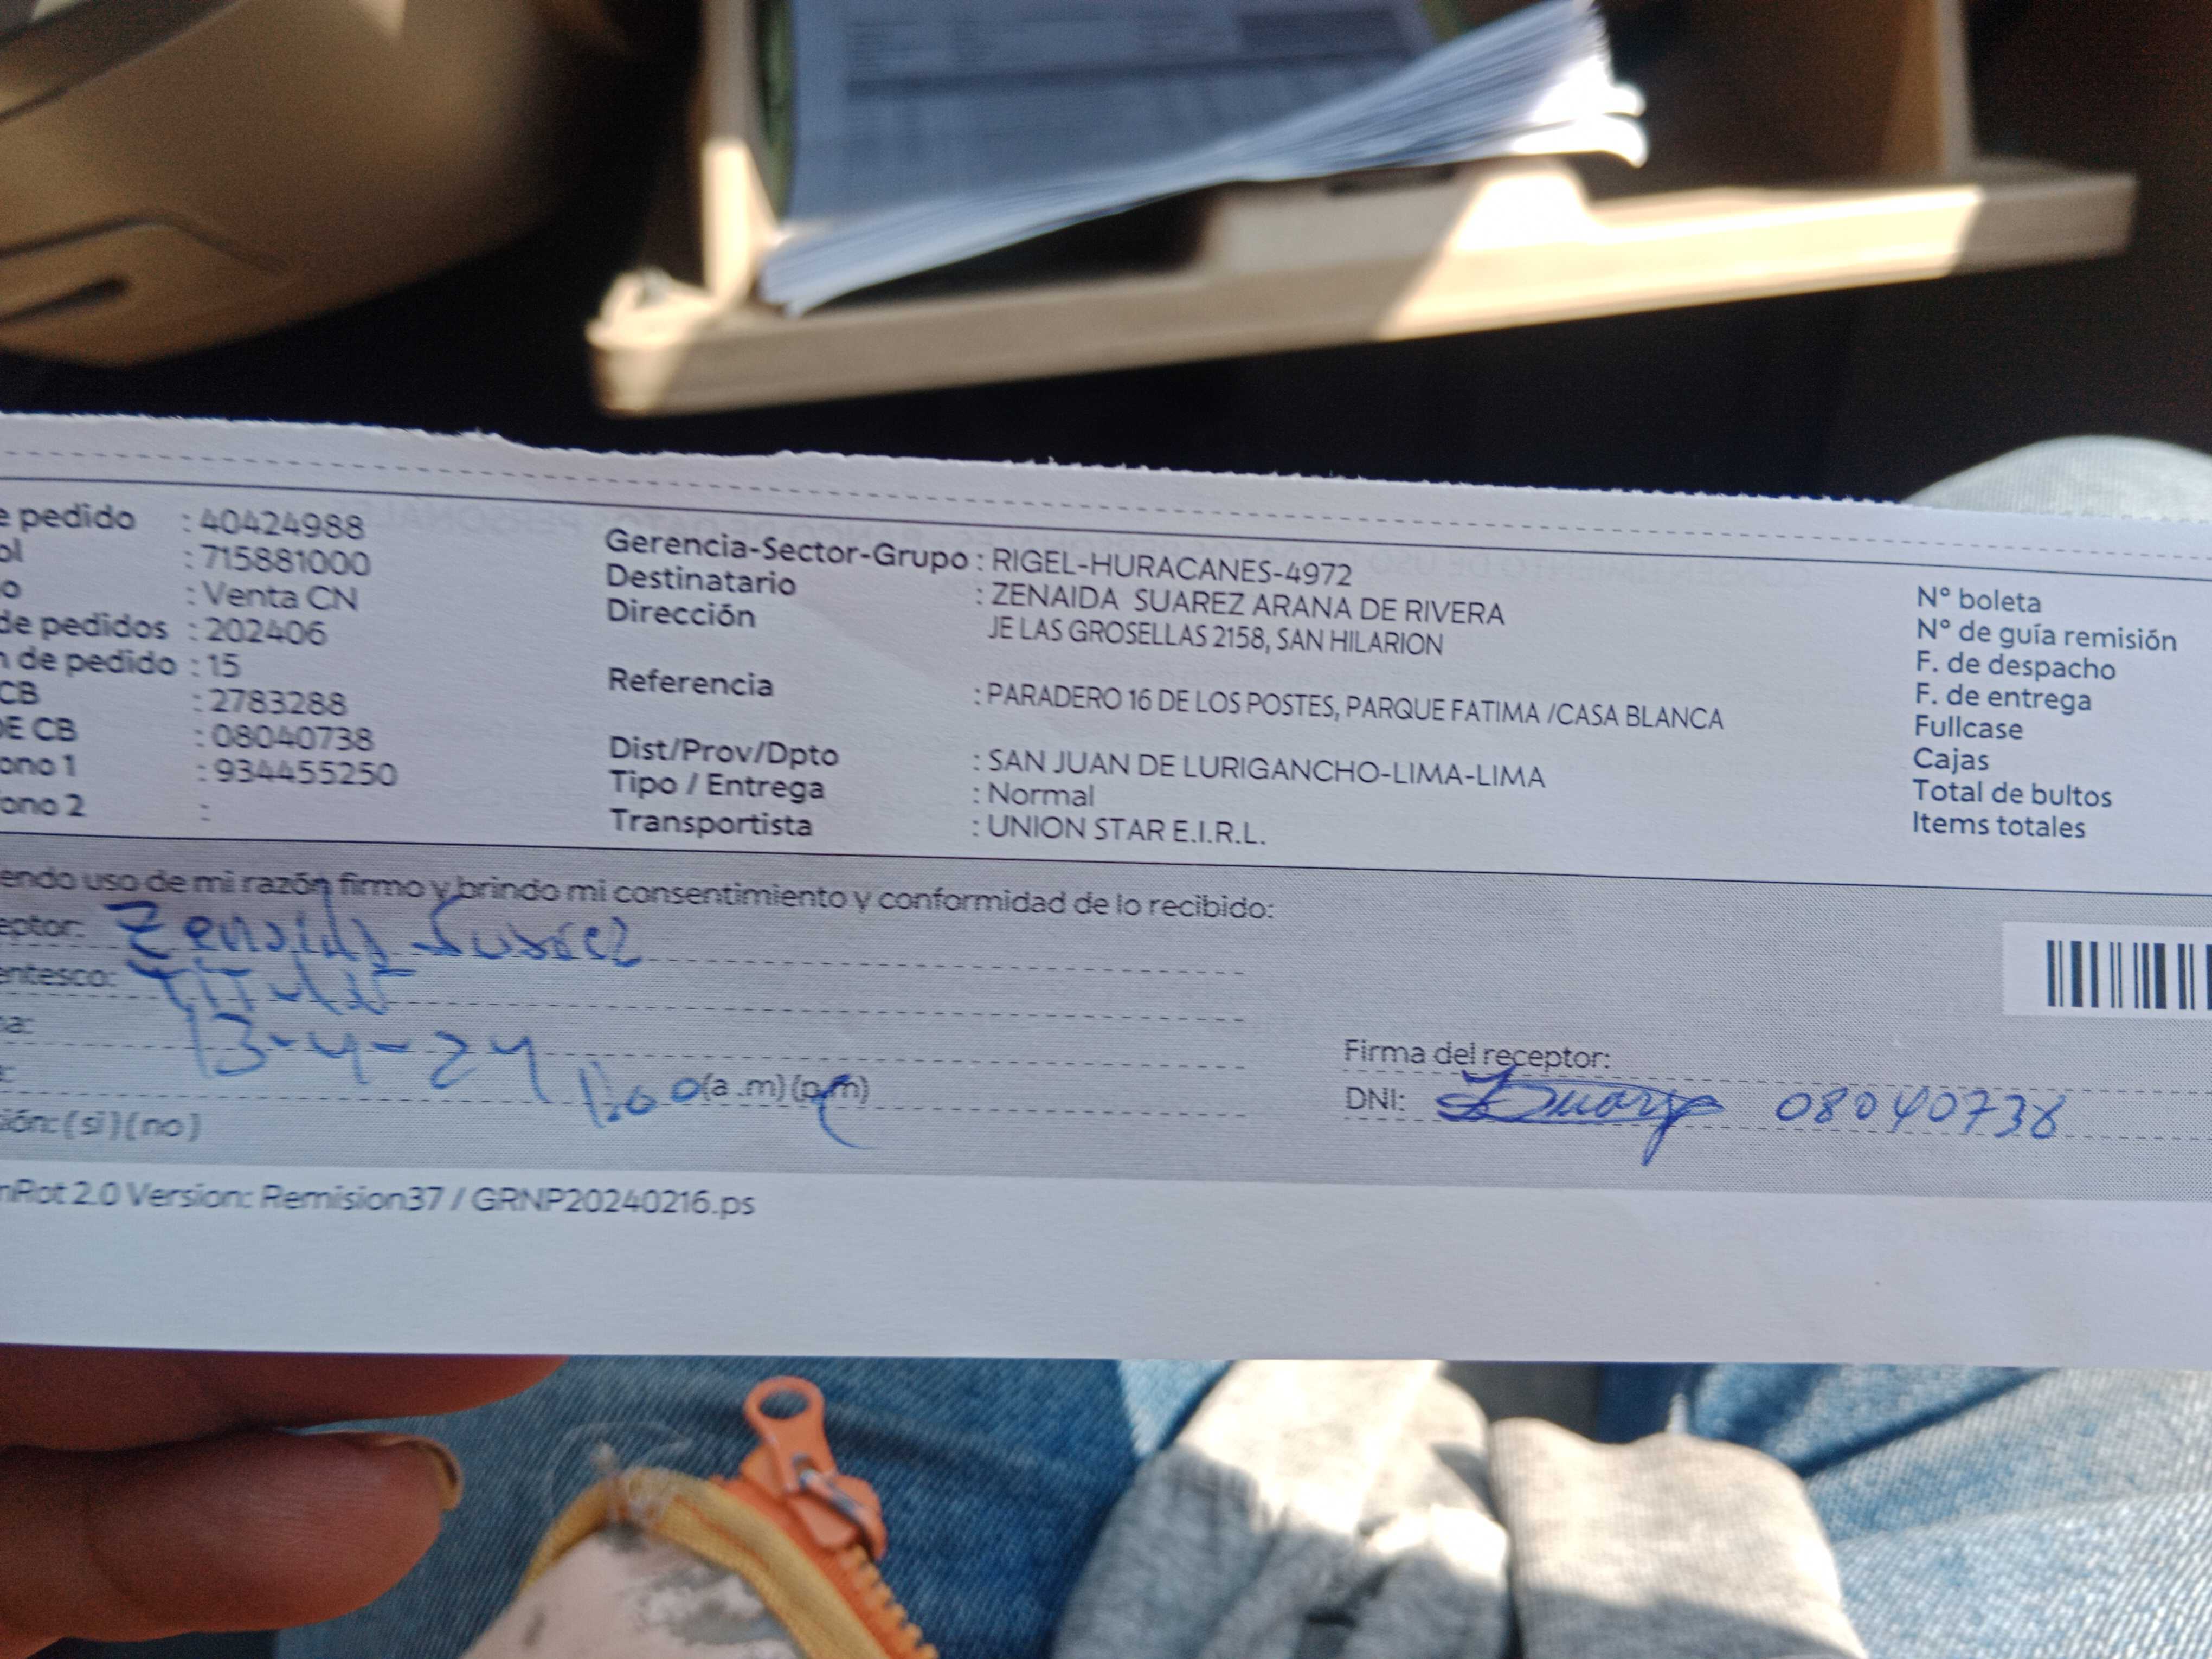 e pedido : 40424988
ol : 715881000
o : Venta CN
de pedidos : 202406
n de pedido : 15
CB : 2783288
DE CB : 08040738
ono 1 : 934455250
ono 2 :
Gerencia-Sector-Grupo : RIGEL-HURACANES-4972
Destinatario : ZENAIDA SUAREZ ARANA DE RIVERA
Dirección JE LAS GROSELLAS 2158, SAN HILARION
Referencia : PARADERO 16 DE LOS POSTES, PARQUE FATIMA /CASA BLANCA
Dist/Prov/Dpto : SAN JUAN DE LURIGANCHO-LIMA-LIMA
Tipo / Entrega : Normal
Transportista : UNION STAR E.I.R.L.
N° boleta
N° de guía remisión
F. de despacho
F. de entrega
Fullcase
Cajas
Total de bultos
Items totales
endo uso de mi razón firmo y brindo mi consentimiento y conformidad de lo recibido:
eptor: Zenaida Suarez
entesco: Titular
na: 13-4-24
: 1:00 (a .m) (p.m)
ión: (si) (no)
Firma del receptor:
DNI: 08040738
nRot 2.0 Version: Remision37 / GRNP20240216.ps